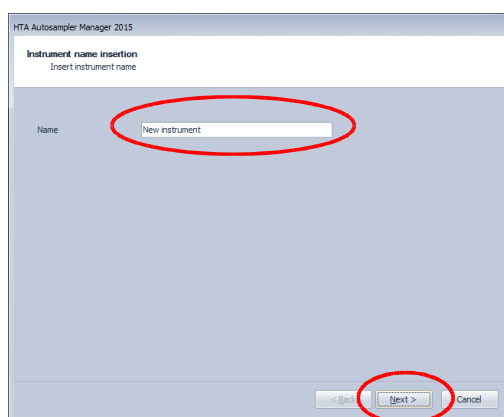 HTA Autosampler Manager 2015
Instrument name insertion
Insert instrument name
Name New instrument
< Back Next > Cancel